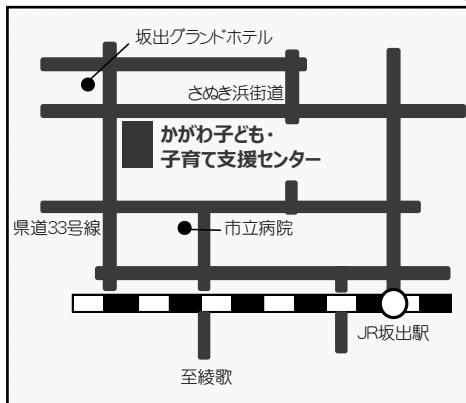 坂出グランドホテル
さぬき浜街道
かがわ子ども・
子育て支援センター
県道33号線
市立病院
JR坂出駅
至綾歌